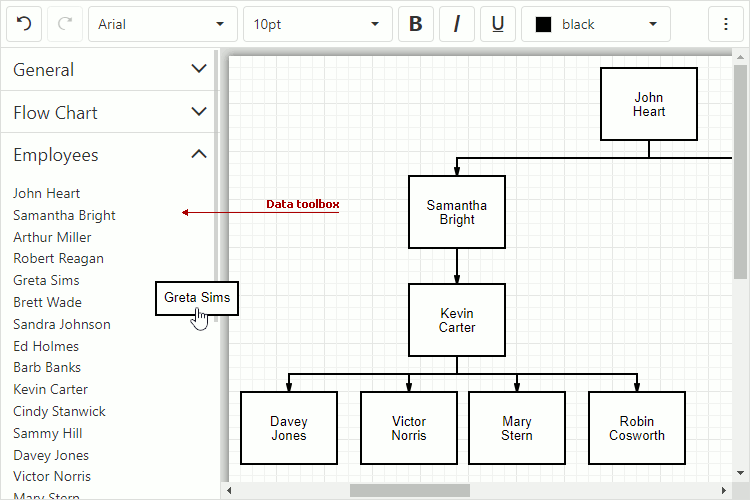 Arial
10pt
B
I
U
black
General
Flow Chart
Employees
John Heart
Samantha Bright
Arthur Miller
Robert Reagan
Greta Sims
Brett Wade
Sandra Johnson
Ed Holmes
Barb Banks
Kevin Carter
Cindy Stanwick
Sammy Hill
Davey Jones
Victor Norris
Mary Stern
Data toolbox
Greta Sims
John
Heart
Samantha
Bright
Kevin
Carter
Davey
Jones
Victor
Norris
Mary
Stern
Robin
Cosworth